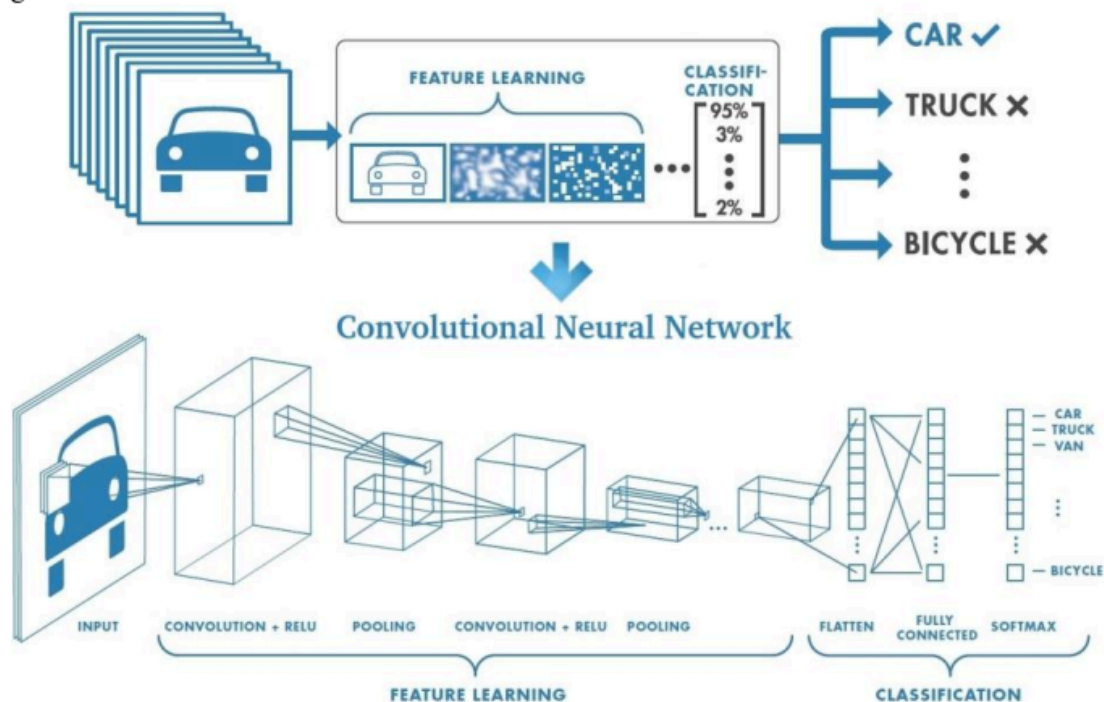 FEATURE LEARNING
CLASSIFI-
CATION
95%
3%
2%
CAR
TRUCK
BICYCLE
Convolutional Neural Network
CAR
TRUCK
VAN
BICYCLE
INPUT
CONVOLUTION + RELU
POOLING
CONVOLUTION + RELU
POOLING
FLATTEN
FULLY
CONNECTED
SOFTMAX
FEATURE LEARNING
CLASSIFICATION